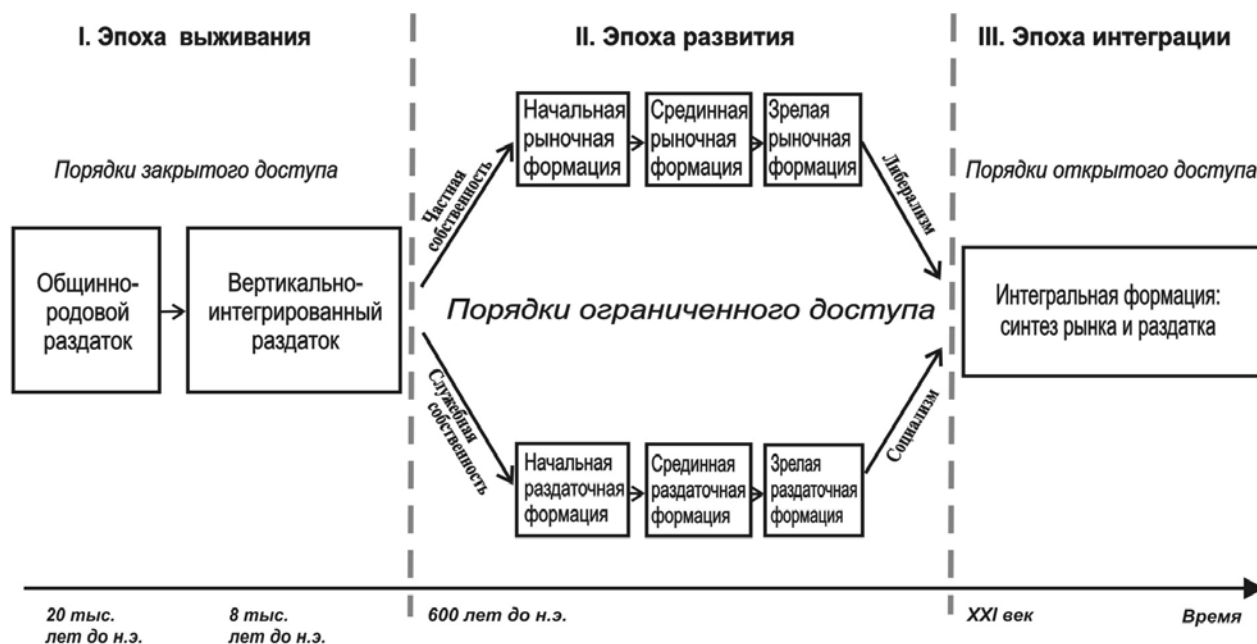 I. Эпоха выживания
II. Эпоха развития
III. Эпоха интеграции
Порядки закрытого доступа
Общинно-
родовой
раздаток
Вертикально-
интегрированный
раздаток
Частная
собственность
Начальная
рыночная
формация
Срединная
рыночная
формация
Зрелая
рыночная
формация
Либерализм
Порядки ограниченного доступа
Служебная
собственность
Начальная
раздаточная
формация
Срединная
раздаточная
формация
Зрелая
раздаточная
формация
Социализм
Порядки открытого доступа
Интегральная формация:
синтез рынка и раздатка
20 тыс.
лет до н.э.
8 тыс.
лет до н.э.
600 лет до н.э.
XXI век
Время